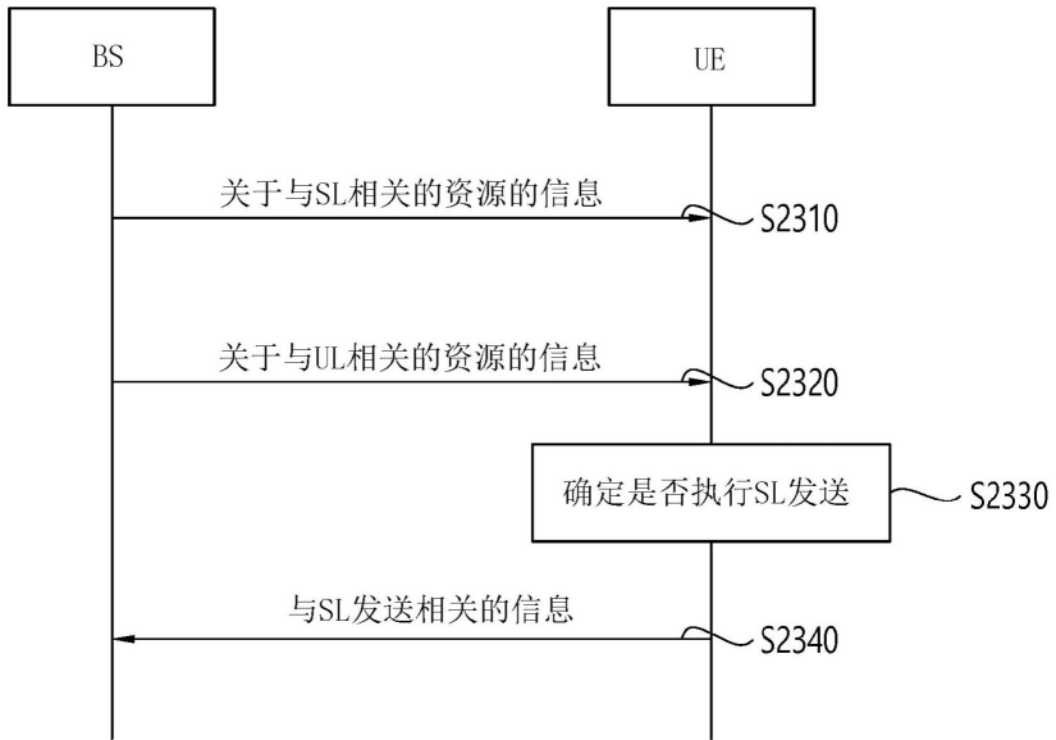 BS
UE
关于与SL相关的资源的信息
S2310
关于与UL相关的资源的信息
S2320
确定是否执行SL发送
S2330
与SL发送相关的信息
S2340